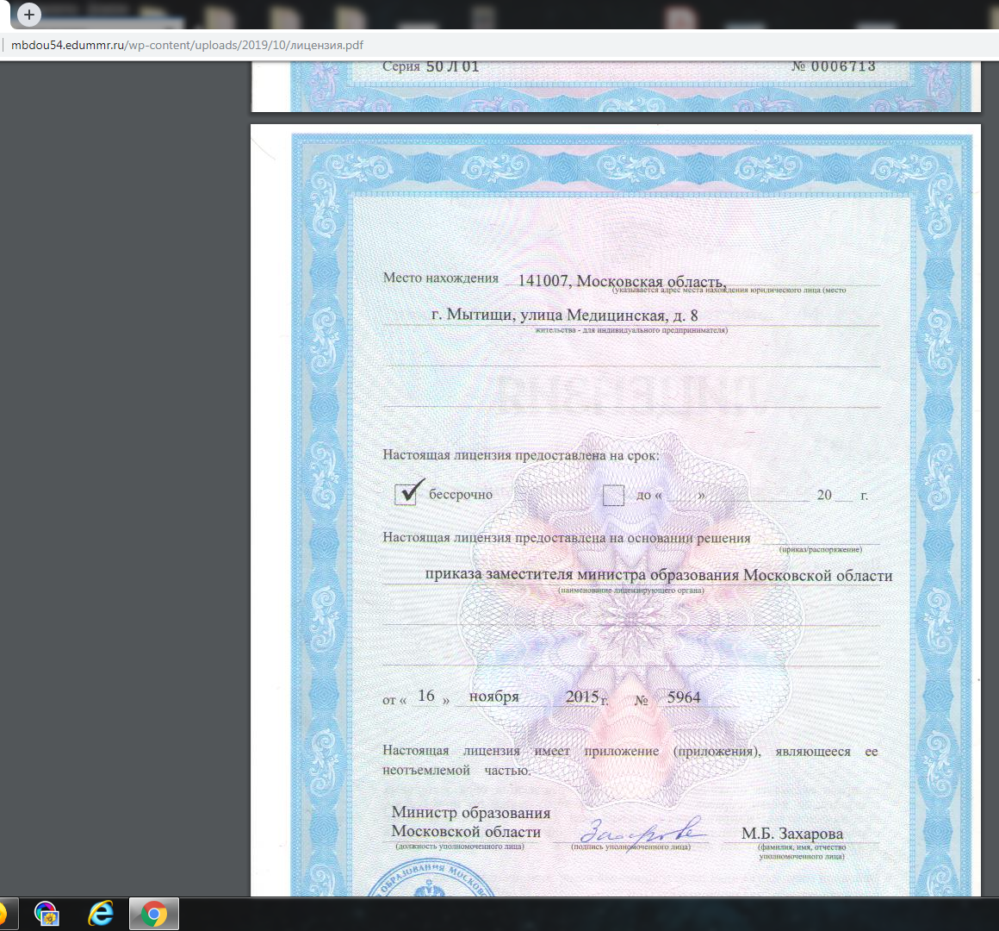 mbdou54.edummr.ru/wp-content/uploads/2019/10/лицензия.pdf
Серия 50 Л 01 № 0006713
Место нахождения 141007, Московская область,
(указывается адрес места нахождения юридического лица (место
г. Мытищи, улица Медицинская, д. 8
жительства - для индивидуального предпринимателя)
Настоящая лицензия предоставлена на срок:
бессрочно до « » 20 г.
Настоящая лицензия предоставлена на основании решения
(приказ/распоряжение)
приказа заместителя министра образования Московской области
(наименование лицензирующего органа)
от « 16 » ноября 2015 г. № 5964
Настоящая лицензия имеет приложение (приложения), являющееся ее
неотъемлемой частью.
Министр образования
Московской области М.Б. Захарова
(должность уполномоченного лица) (подпись уполномоченного лица) (фамилия, имя, отчество
уполномоченного лица)
ОБРАЗОВАНИЯ МОСКОВС